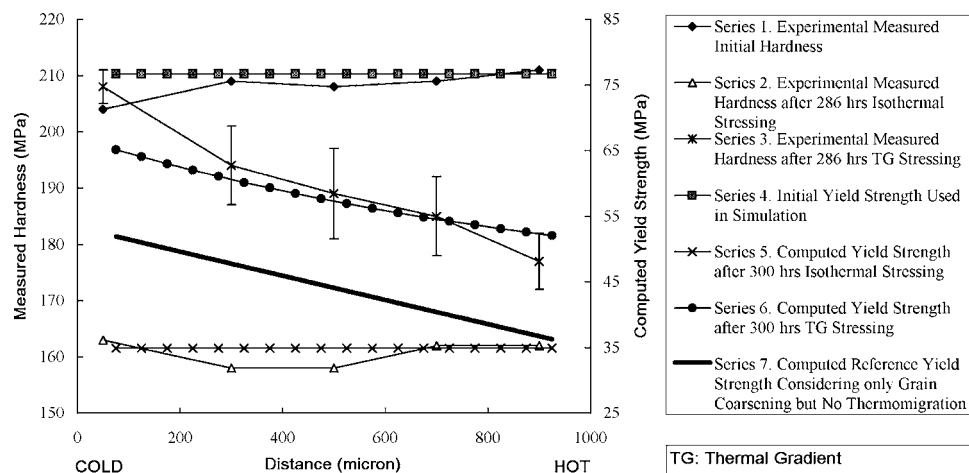 220
210
200
190
180
170
160
150
Measured Hardness (MPa)
85
75
65
55
45
35
25
Computed Yield Strength (MPa)
0 200 400 600 800 1000
COLD Distance (micron) HOT
Series 1. Experimental Measured
Initial Hardness
Series 2. Experimental Measured
Hardness after 286 hrs Isothermal
Stressing
Series 3. Experimental Measured
Hardness after 286 hrs TG Stressing
Series 4. Initial Yield Strength Used
in Simulation
Series 5. Computed Yield Strength
after 300 hrs Isothermal Stressing
Series 6. Computed Yield Strength
after 300 hrs TG Stressing
Series 7. Computed Reference Yield
Strength Considering only Grain
Coarsening but No Thermomigration
TG: Thermal Gradient